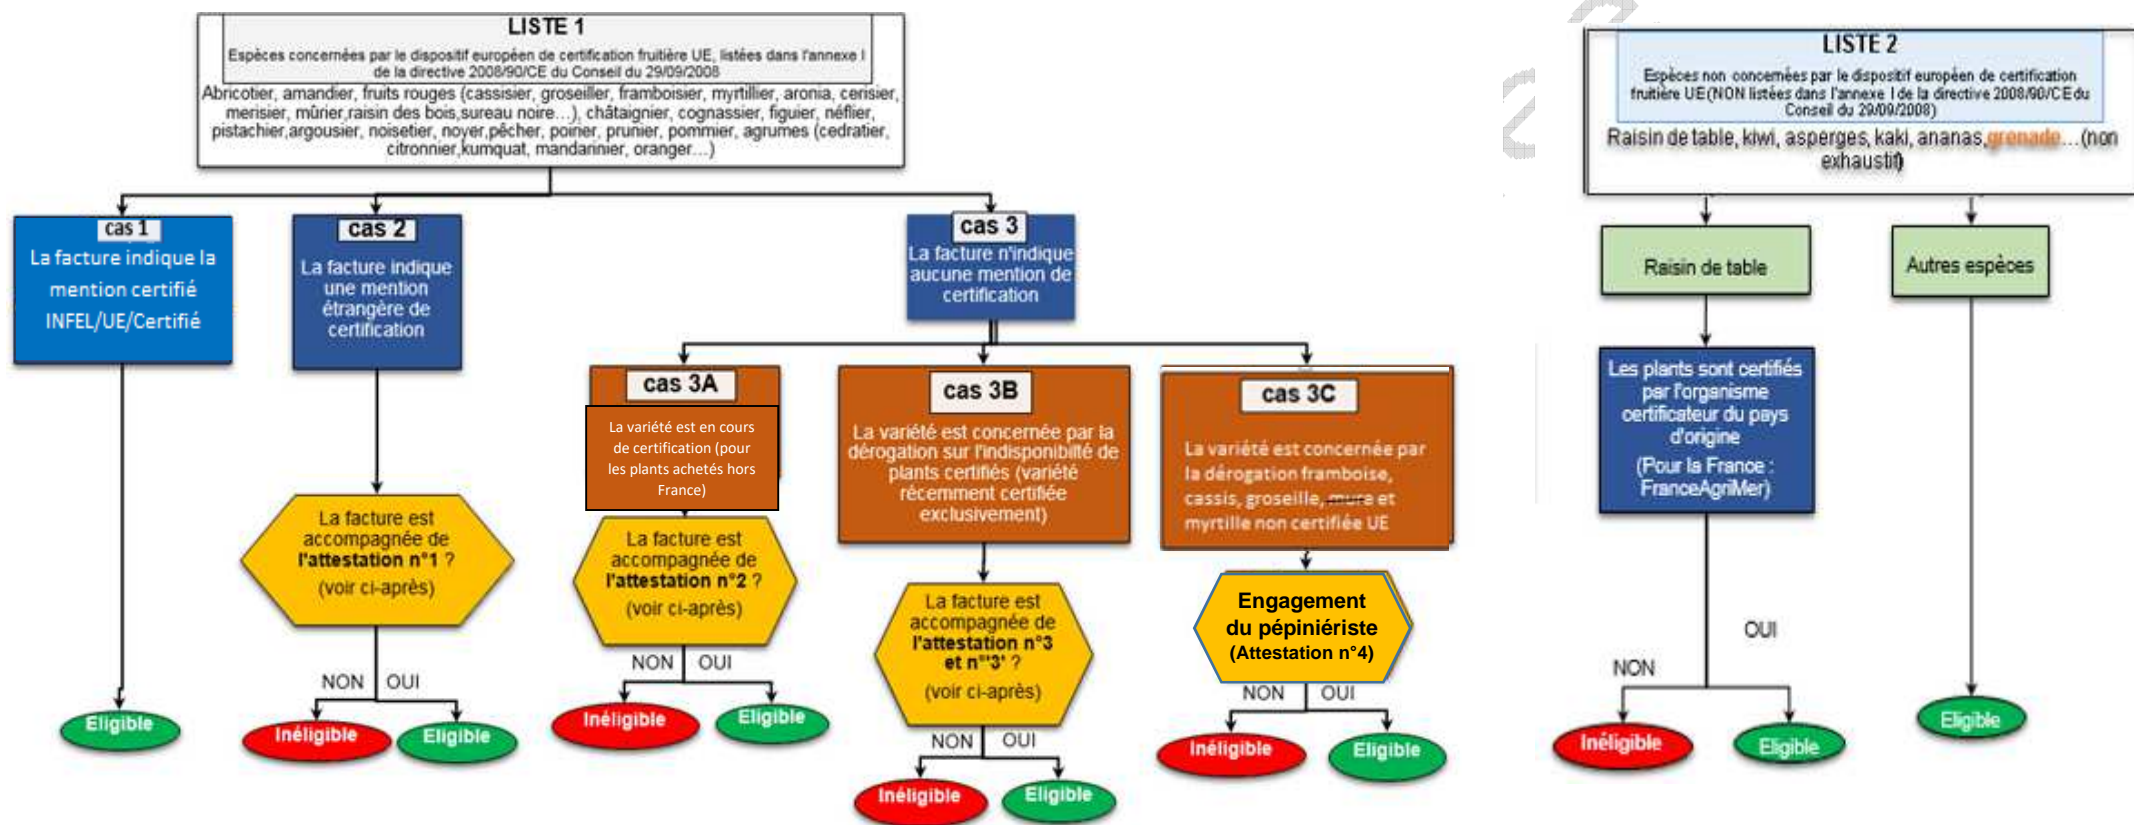 LISTE 1
Espèces concernées par le dispositif européen de certification fruitière UE, listées dans l'annexe I
de la directive 2008/90/CE du Conseil du 29/09/2008
Abricotier, amandier, fruits rouges (cassisier, groseiller, framboisier, myrtillier, aronia, cerisier,
merisier, mûrier,raisin des bois,sureau noire...), châtaignier, cognassier, figuier, néflier,
pistachier,argousier, noisetier, noyer,pêcher, poirier, prunier, pommier, agrumes (cedratier,
citronnier,kumquat, mandarinier, oranger...)
cas 1
La facture indique la
mention certifié
INFEL/UE/Certifié
Eligible
cas 2
La facture indique
une mention
étrangère de
certification
La facture est
accompagnée de
l'attestation n°1 ?
(voir ci-après)
NON OUI
Inéligible
Eligible
cas 3
La facture n'indique
aucune mention de
certification
cas 3A
La variété est en cours
de certification (pour
les plants achetés hors
France)
La facture est
accompagnée de
l'attestation n°2 ?
(voir ci-après)
NON OUI
Inéligible
Eligible
cas 3B
La variété est concernée par la
dérogation sur l'indisponibilté de
plants certifiés (variété
récemment certifiée
exclusivement)
La facture est
accompagnée de
l'attestation n°3
et n°'3' ?
(voir ci-après)
NON OUI
Inéligible
Eligible
cas 3C
La variété est concernée par
la dérogation framboise,
cassis, groseille, mure et
myrtille non certifiée UE
Engagement
du pépiniériste
(Attestation n°4)
NON OUI
Inéligible
Eligible
LISTE 2
Espèces non concernées par le dispositif européen de certification
fruitière UE(NON listées dans l'annexe I de la directive 2008/90/CE du
Conseil du 29/09/2008)
Raisin de table, kiwi, asperges, kaki, ananas,grenade...(non
exhaustif)
Raisin de table
Les plants sont certifiés
par l'organisme
certificateur du pays
d'origine
(Pour la France :
FranceAgriMer)
OUI
NON
Inéligible
Eligible
Autres espèces
Eligible